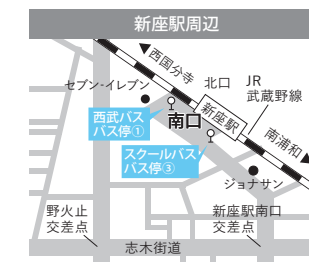 新座駅周辺
西国分寺
セブン-イレブン
北口
JR
武蔵野線
西武バス
バス停①
南口
新座駅
スクールバス
バス停③
南浦和
ジョナサン
野火止
交差点
新座駅南口
交差点
志木街道